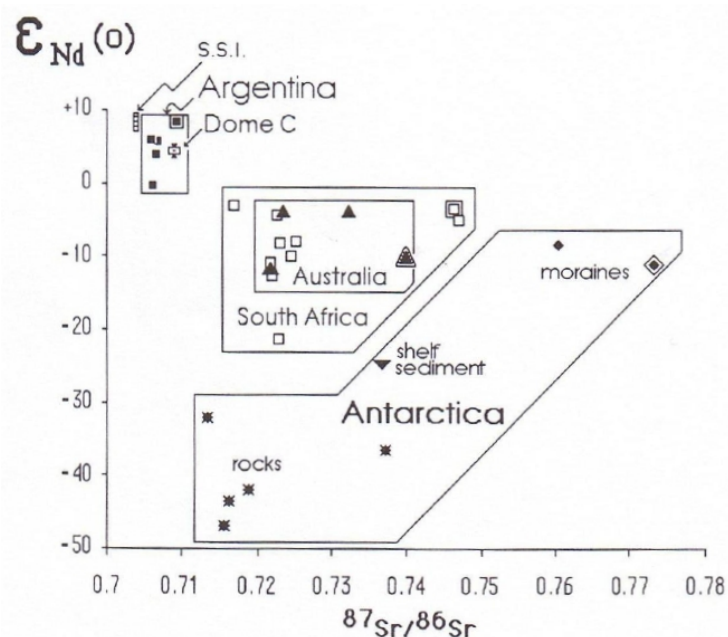 ε Nd (o)
S.S.I.
Argentina
Dome C
+10
0
-10
-20
-30
-40
-50
Australia
South Africa
moraines
shelf
sediment
Antarctica
rocks
0.7
0.71
0.72
0.73
0.74
0.75
0.76
0.77
0.78
87Sr/86Sr